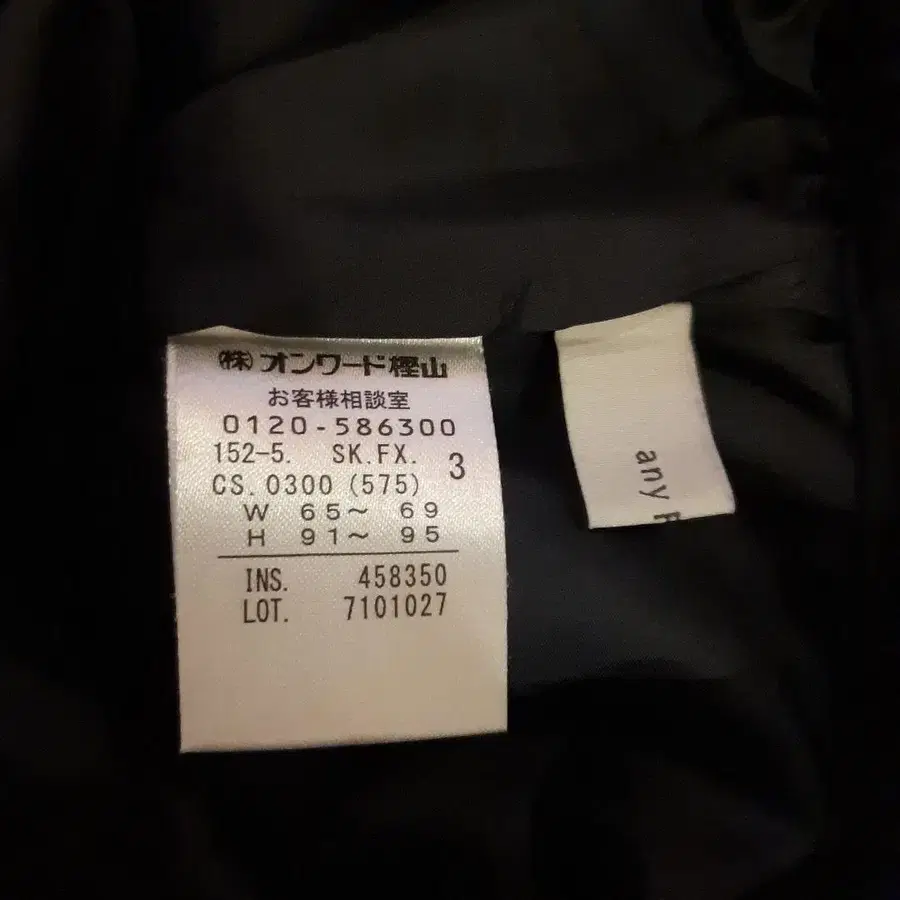 ㈱オンワード樫山
お客様相談室
0120-586300
152-5. SK.FX. 3
CS.0300 (575)
W 65〜 69
H 91〜 95
INS. 458350
LOT. 7101027
any